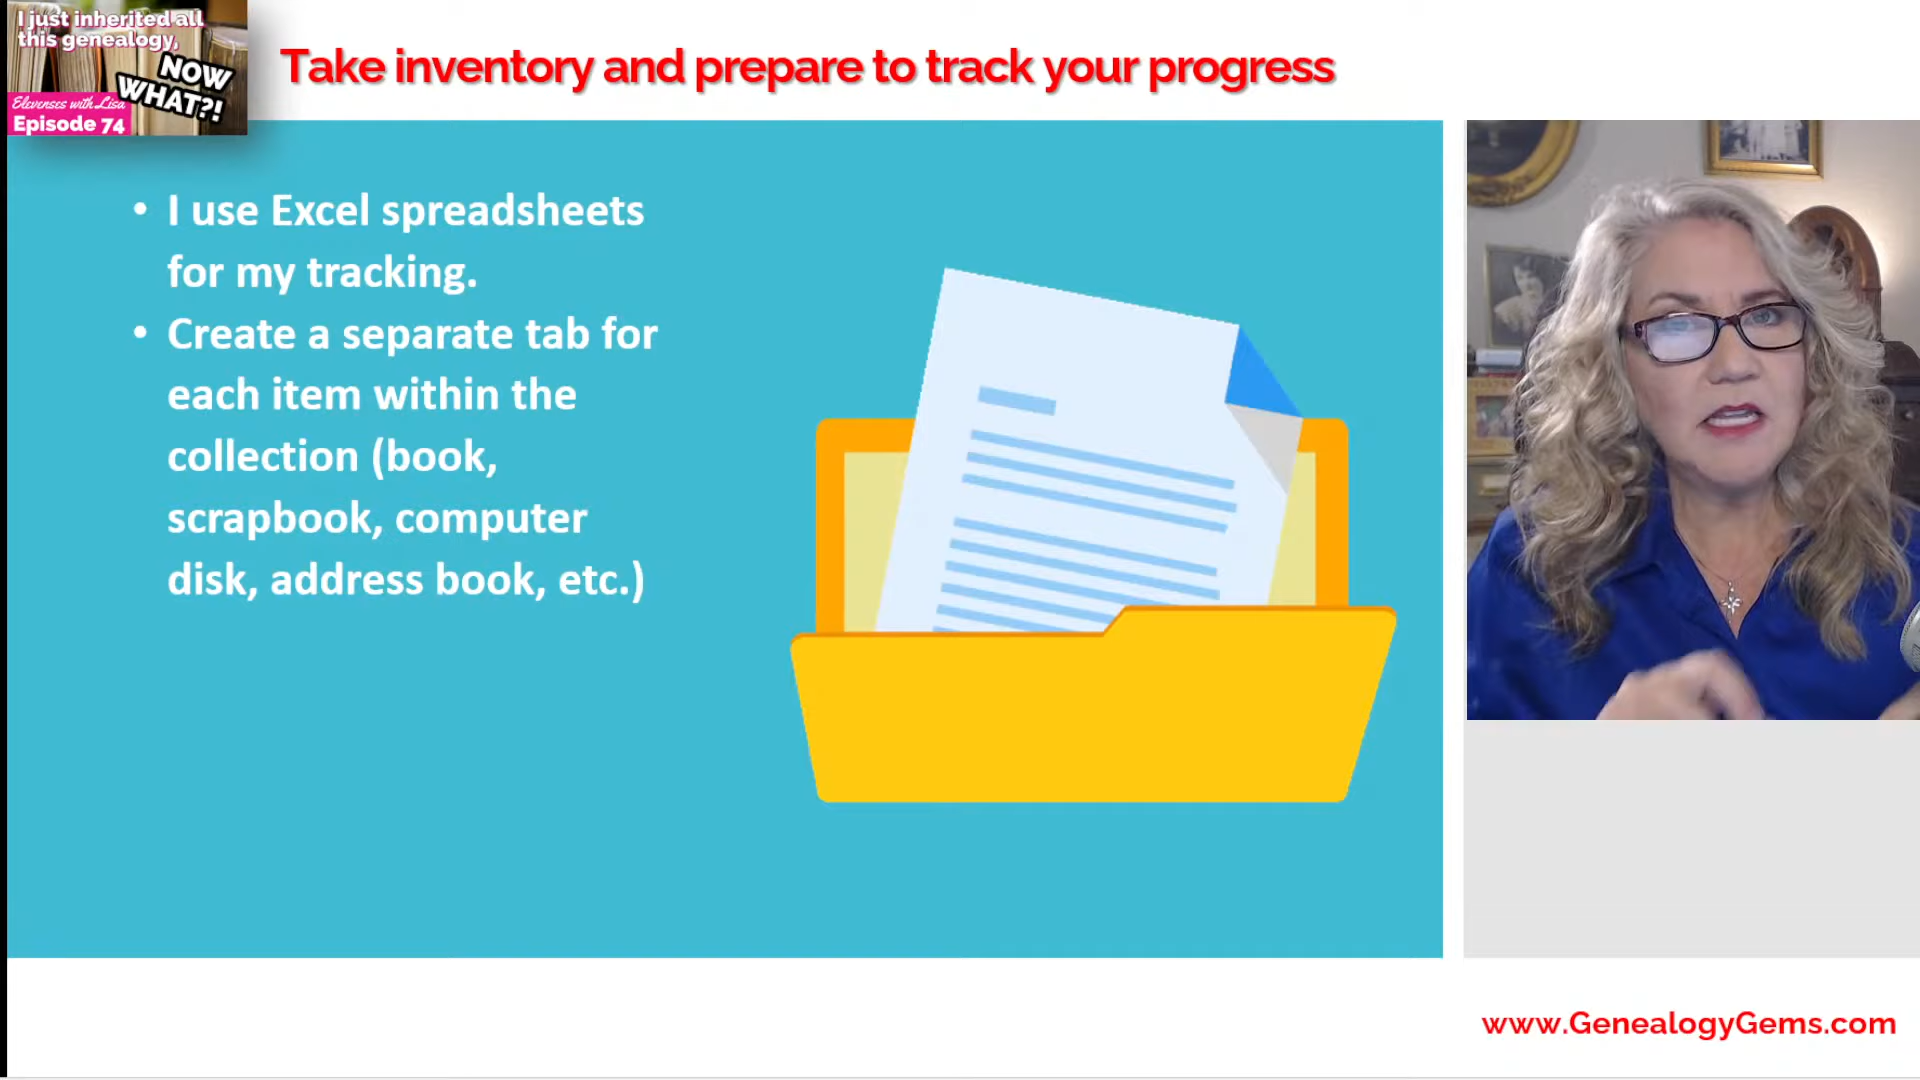 I just inherited all
this genealogy,
NOW
WHAT?!
Elevenses with Lisa
Episode 74
Take inventory and prepare to track your progress
• I use Excel spreadsheets
for my tracking.
• Create a separate tab for
each item within the
collection (book,
scrapbook, computer
disk, address book, etc.)
www.GenealogyGems.com